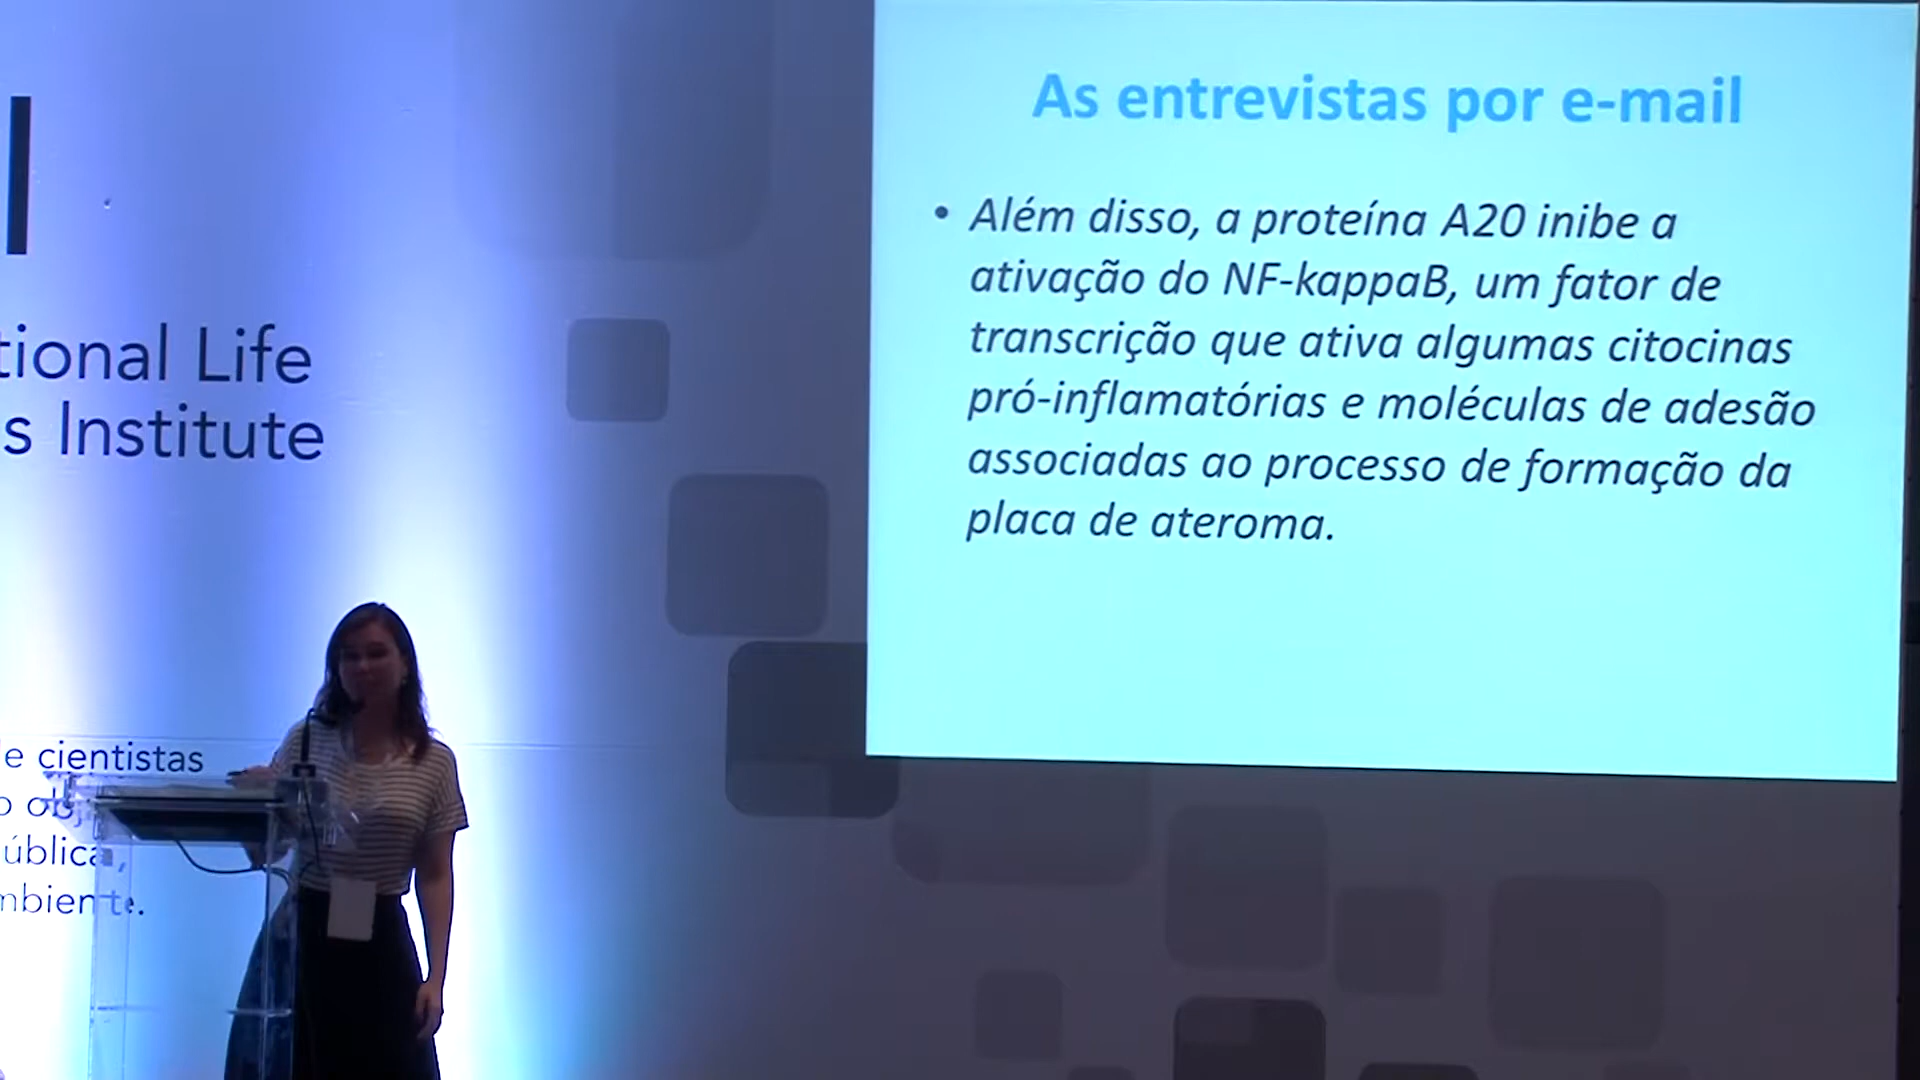 As entrevistas por e-mail
• Além disso, a proteína A20 inibe a
ativação do NF-kappaB, um fator de
transcrição que ativa algumas citocinas
pró-inflamatórias e moléculas de adesão
associadas ao processo de formação da
placa de ateroma.
tional Life
s Institute
e cientistas
o obj
ública,
mbiente.